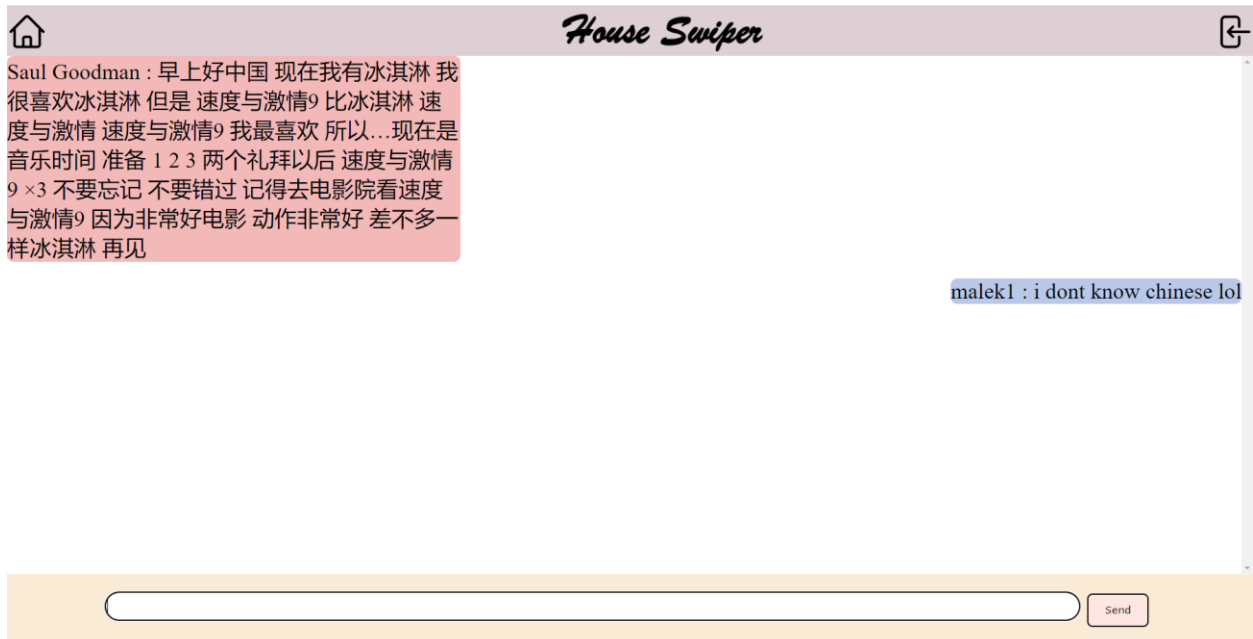 House Swiper
Saul Goodman : 早上好中国 现在我有冰淇淋 我
很喜欢冰淇淋 但是 速度与激情9 比冰淇淋 速
度与激情 速度与激情9 我最喜欢 所以…现在是
音乐时间 准备 1 2 3 两个礼拜以后 速度与激情
9 ×3 不要忘记 不要错过 记得去电影院看速度
与激情9 因为非常好电影 动作非常好 差不多一
样冰淇淋 再见
malek1 : i dont know chinese lol
Send